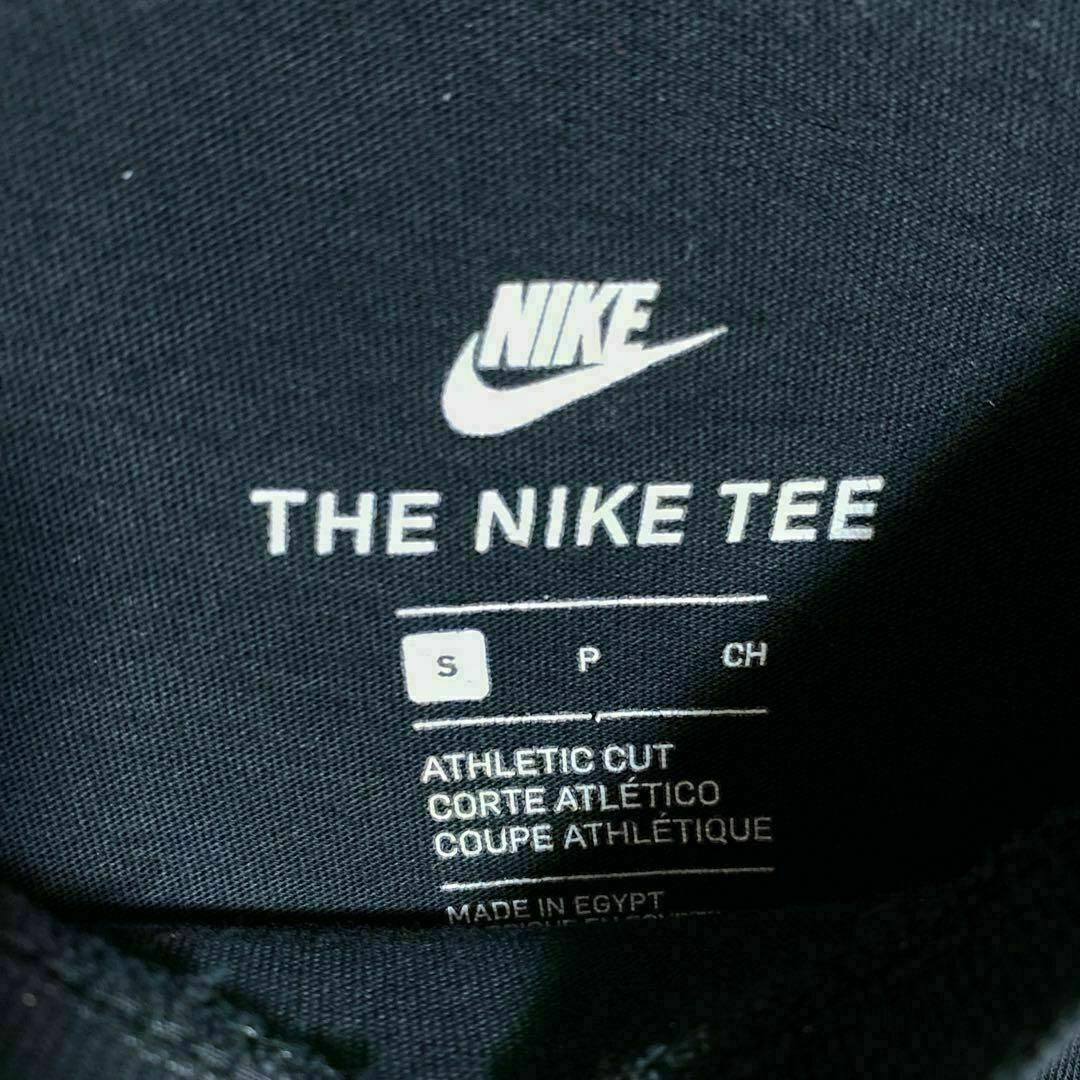 NIKE
THE NIKE TEE
S P CH
ATHLETIC CUT
CORTE ATLÉTICO
COUPE ATHLÉTIQUE
MADE IN EGYPT